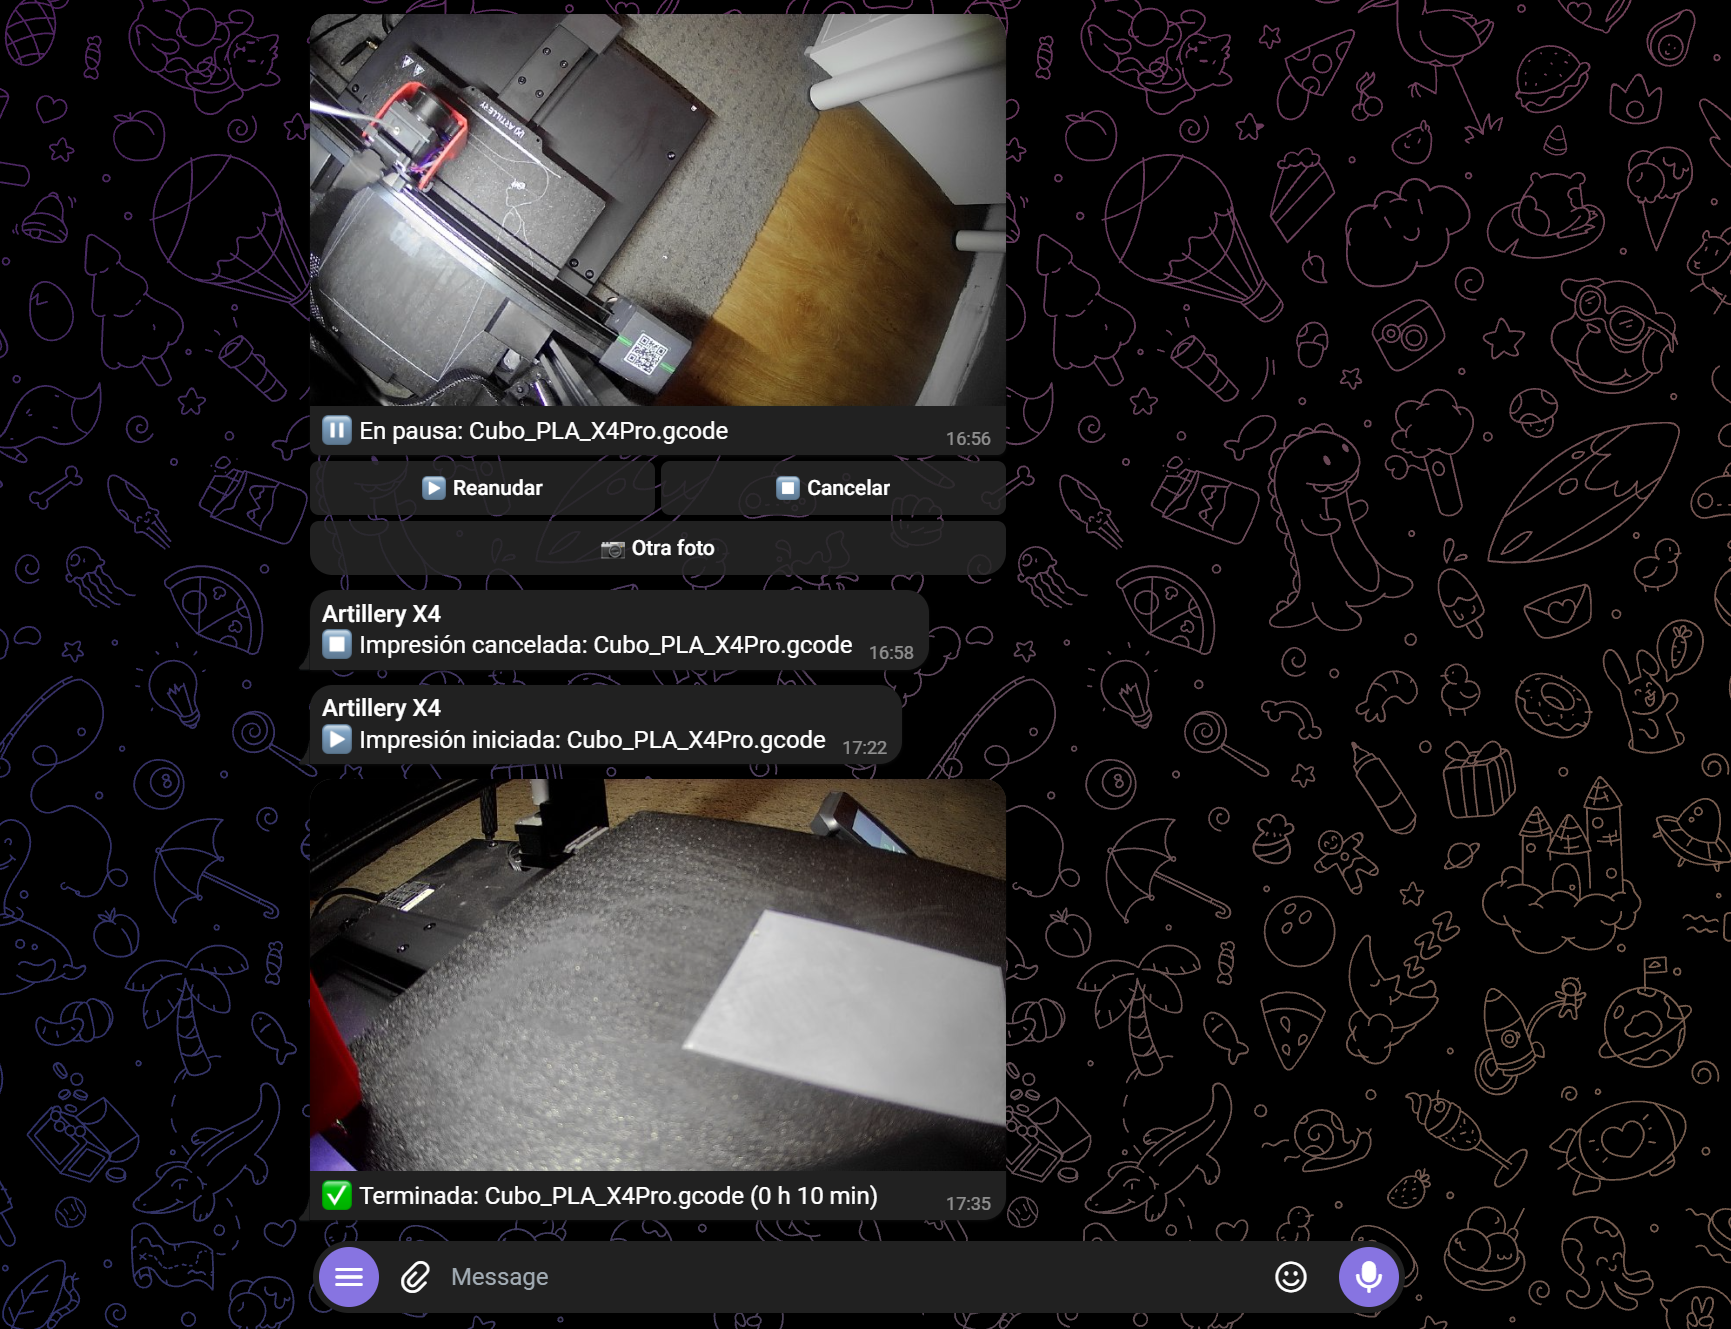 ARTILLERY
⏸ En pausa: Cubo_PLA_X4Pro.gcode
16:56
▶ Reanudar
⏹ Cancelar
📷 Otra foto
Artillery X4
⏹ Impresión cancelada: Cubo_PLA_X4Pro.gcode 16:58
Artillery X4
▶ Impresión iniciada: Cubo_PLA_X4Pro.gcode 17:22
✅ Terminada: Cubo_PLA_X4Pro.gcode (0 h 10 min)
17:35
Message